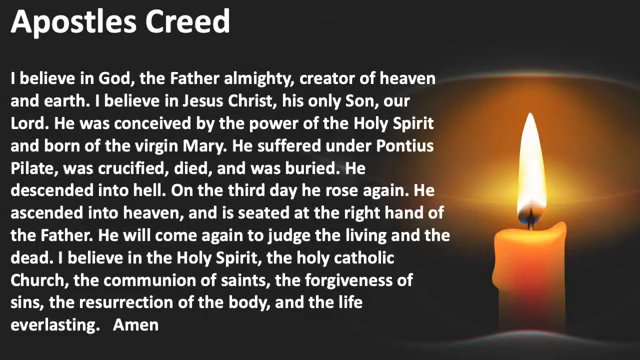 Apostles Creed
I believe in God, the Father almighty, creator of heaven
and earth. I believe in Jesus Christ, his only Son, our
Lord. He was conceived by the power of the Holy Spirit
and born of the virgin Mary. He suffered under Pontius
Pilate, was crucified, died, and was buried. He
descended into hell. On the third day he rose again. He
ascended into heaven, and is seated at the right hand of
the Father. He will come again to judge the living and the
dead. I believe in the Holy Spirit, the holy catholic
Church, the communion of saints, the forgiveness of
sins, the resurrection of the body, and the life
everlasting.   Amen